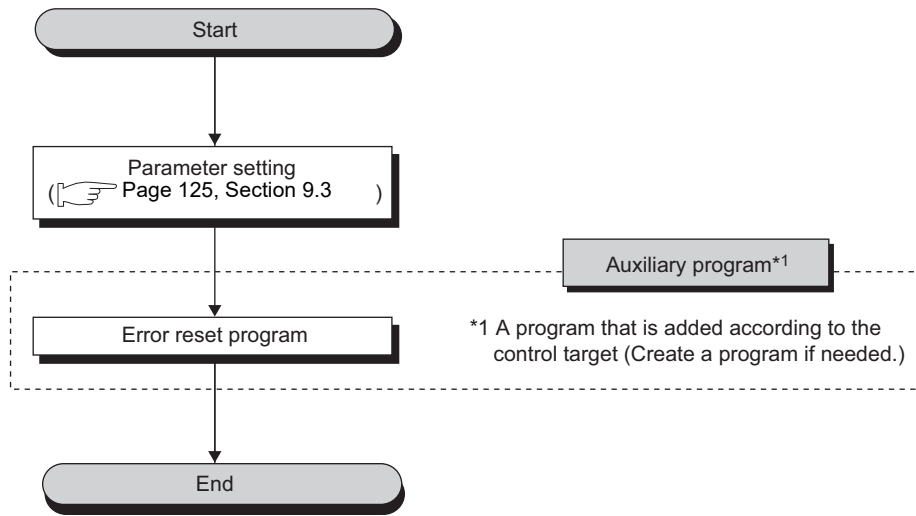 Start
Parameter setting
( Page 125, Section 9.3 )
Auxiliary program*1
Error reset program
*1 A program that is added according to the
control target (Create a program if needed.)
End